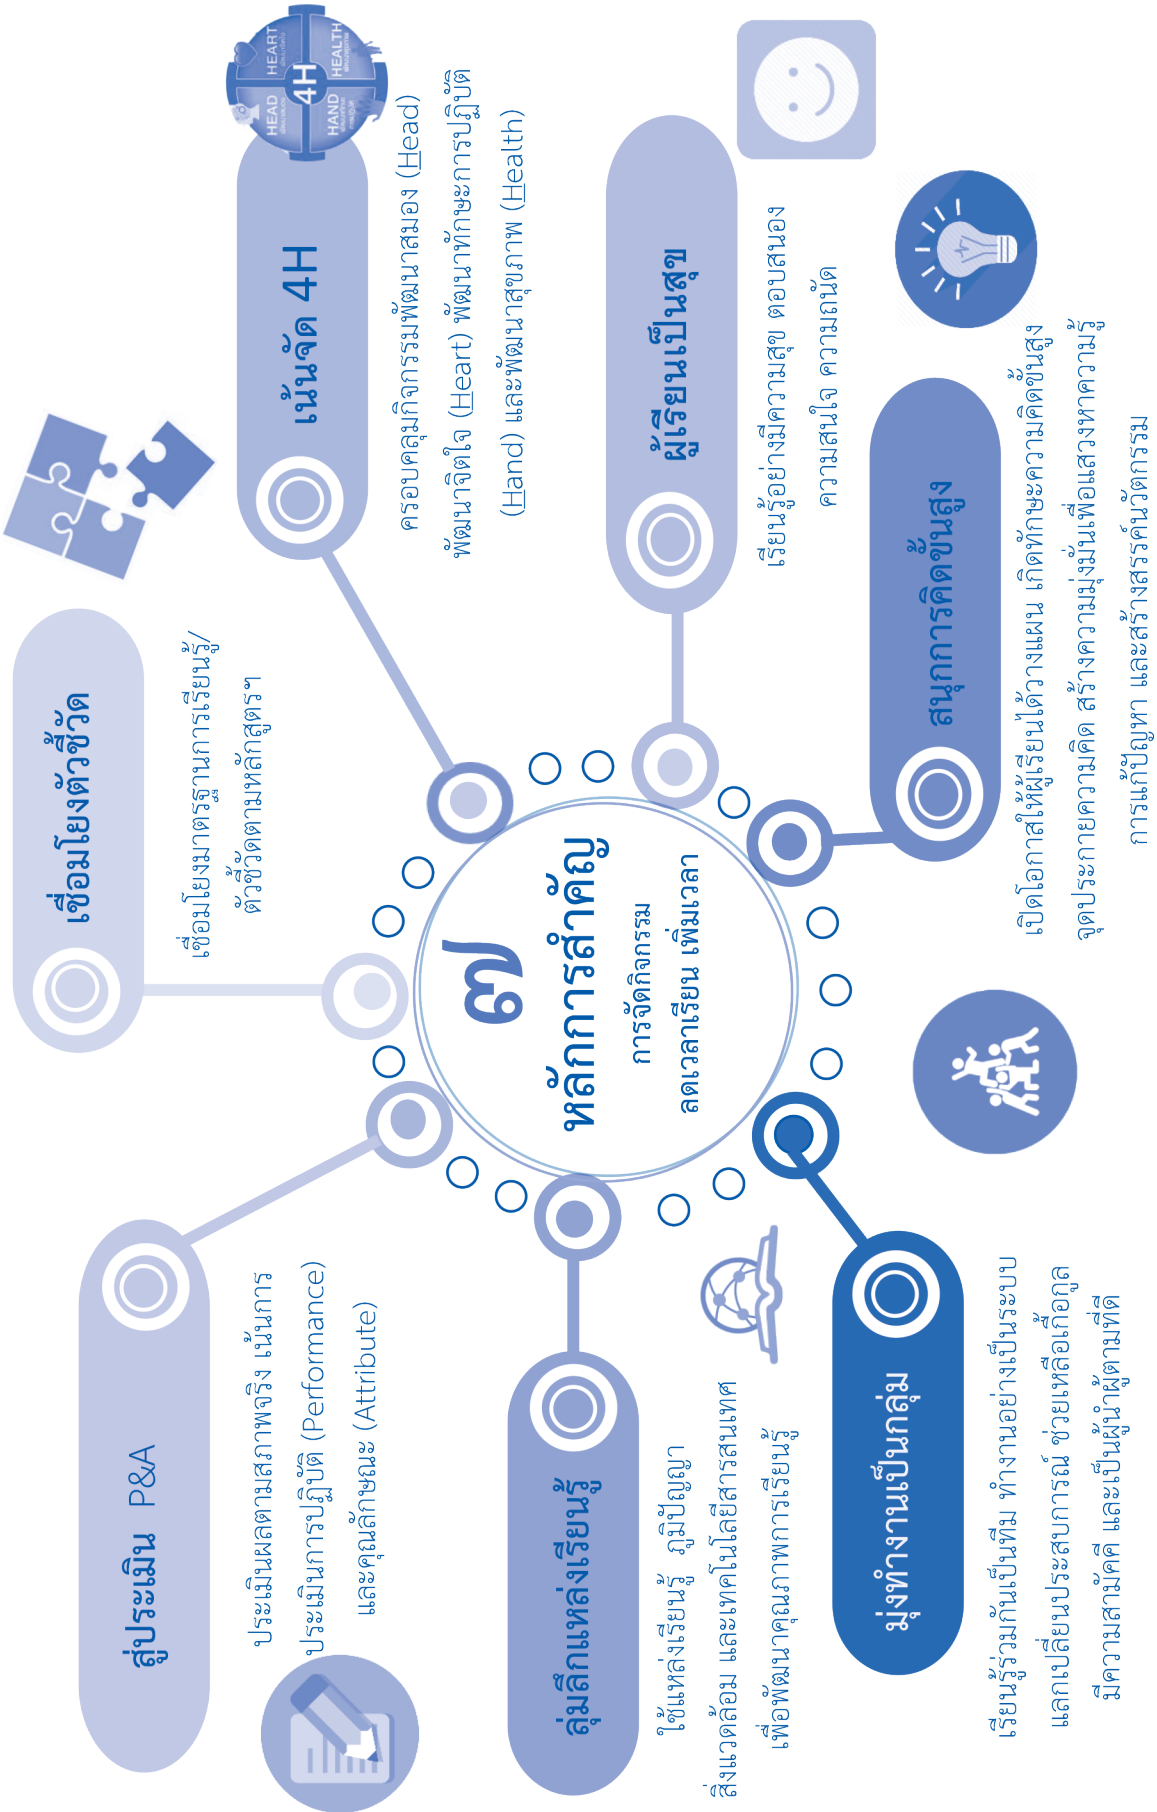 ๗
หลักการสำคัญ
การจัดกิจกรรม
ลดเวลาเรียน เพิ่มเวลา
เชื่อมโยงตัวชี้วัด
เชื่อมโยงมาตรฐานการเรียนรู้/
ตัวชี้วัดตามหลักสูตรฯ
เน้นจัด 4H
HEAD
HEART
HAND
HEALTH
4H
ครอบคลุมกิจกรรมพัฒนาสมอง (Head)
พัฒนาจิตใจ (Heart) พัฒนาทักษะการปฏิบัติ
(Hand) และพัฒนาสุขภาพ (Health)
ผู้เรียนเป็นสุข
เรียนรู้อย่างมีความสุข ตอบสนอง
ความสนใจ ความถนัด
สนุกการคิดขั้นสูง
เปิดโอกาสให้ผู้เรียนได้วางแผน เกิดทักษะความคิดขั้นสูง
จุดประกายความคิด สร้างความมุ่งมั่นเพื่อแสวงหาความรู้
การแก้ปัญหา และสร้างสรรค์นวัตกรรม
มุ่งทำงานเป็นกลุ่ม
เรียนรู้ร่วมกันเป็นทีม ทำงานอย่างเป็นระบบ
แลกเปลี่ยนประสบการณ์ ช่วยเหลือเกื้อกูล
มีความสามัคคี และเป็นผู้นำผู้ตามที่ดี
ลุ่มลึกแหล่งเรียนรู้
ใช้แหล่งเรียนรู้ ภูมิปัญญา
สิ่งแวดล้อม และเทคโนโลยีสารสนเทศ
เพื่อพัฒนาคุณภาพการเรียนรู้
สู่ประเมิน P&A
ประเมินผลตามสภาพจริง เน้นการ
ประเมินการปฏิบัติ (Performance)
และคุณลักษณะ (Attribute)